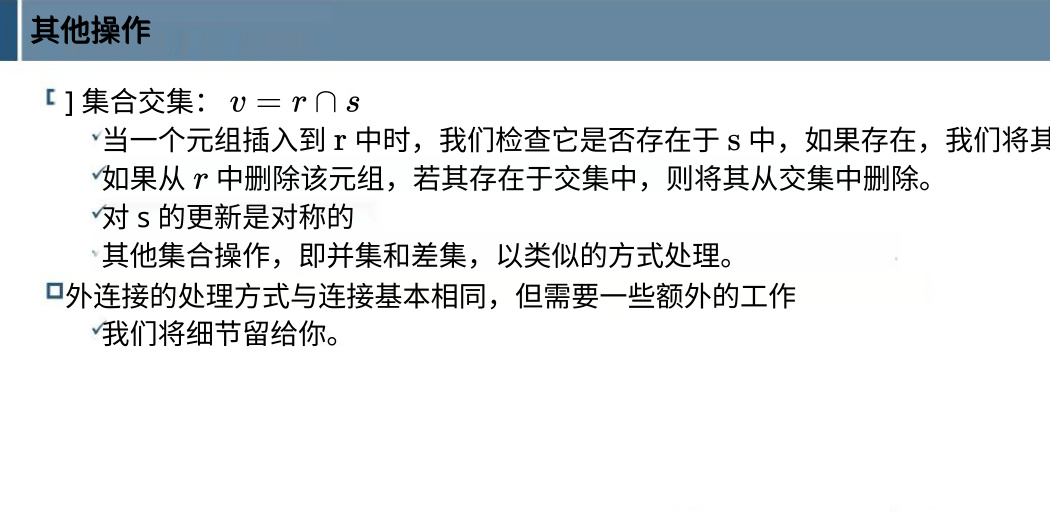 其他操作
] 集合交集： v = r ∩ s
当一个元组插入到 r 中时，我们检查它是否存在于 s 中，如果存在，我们将其
如果从 r 中删除该元组，若其存在于交集中，则将其从交集中删除。
对 s 的更新是对称的
其他集合操作，即并集和差集，以类似的方式处理。
外连接的处理方式与连接基本相同，但需要一些额外的工作
我们将细节留给你。